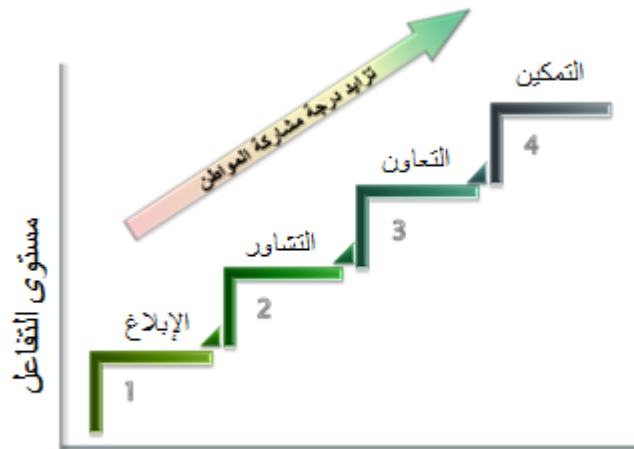 تزايد درجة مشاركة المواطن
التمكين
4
التعاون
3
التشاور
2
الإبلاغ
1
مستوى التفاعل